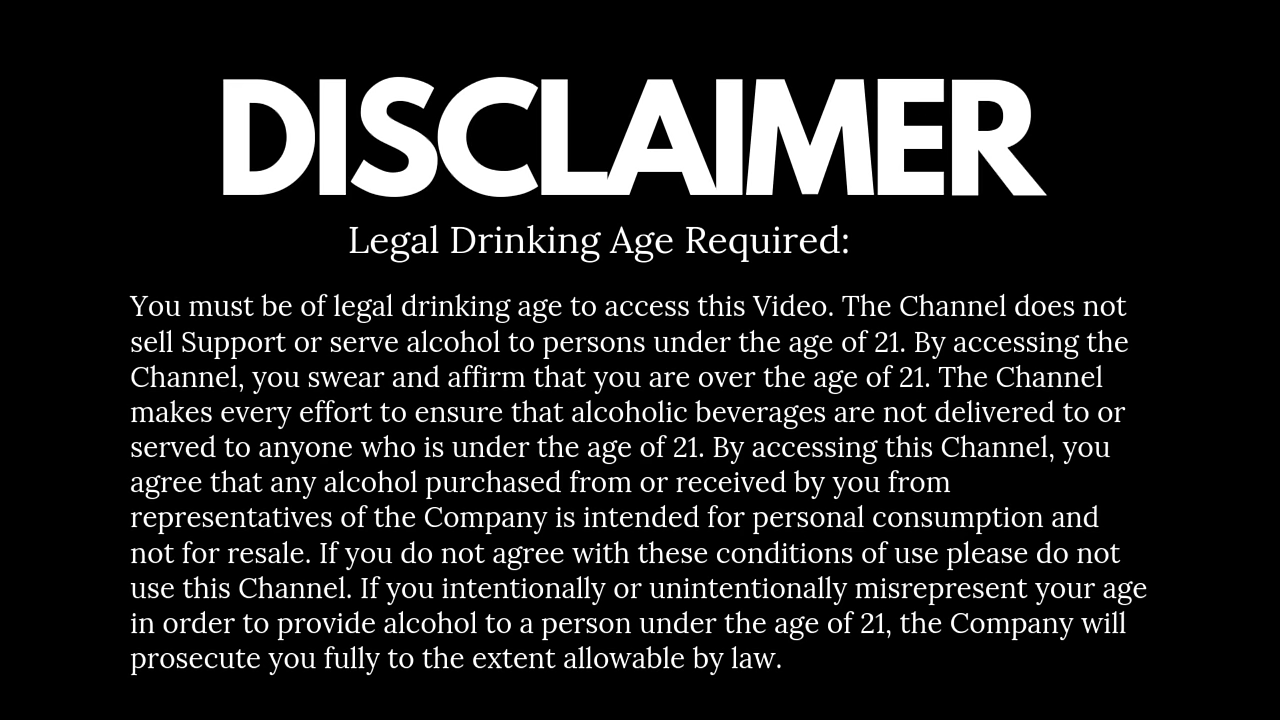 DISCLAIMER
Legal Drinking Age Required:
You must be of legal drinking age to access this Video. The Channel does not
sell Support or serve alcohol to persons under the age of 21. By accessing the
Channel, you swear and affirm that you are over the age of 21. The Channel
makes every effort to ensure that alcoholic beverages are not delivered to or
served to anyone who is under the age of 21. By accessing this Channel, you
agree that any alcohol purchased from or received by you from
representatives of the Company is intended for personal consumption and
not for resale. If you do not agree with these conditions of use please do not
use this Channel. If you intentionally or unintentionally misrepresent your age
in order to provide alcohol to a person under the age of 21, the Company will
prosecute you fully to the extent allowable by law.